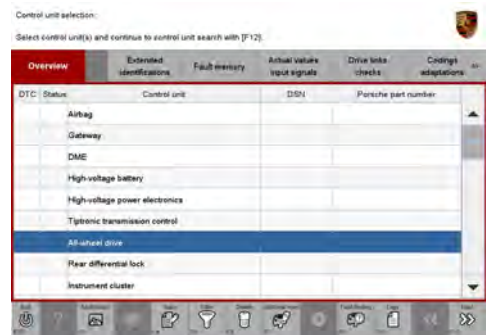 Control unit selection:
Select control unit(s) and continue to control unit search with [F12].
Overview
Extended identifications
Fault memory
Actual values input signals
Drive links checks
Codings adaptations
DTC Status Control unit DSN Porsche part number
Airbag
Gateway
DME
High-voltage battery
High-voltage power electronics
Tiptronic transmission control
All-wheel drive
Rear differential lock
Instrument cluster